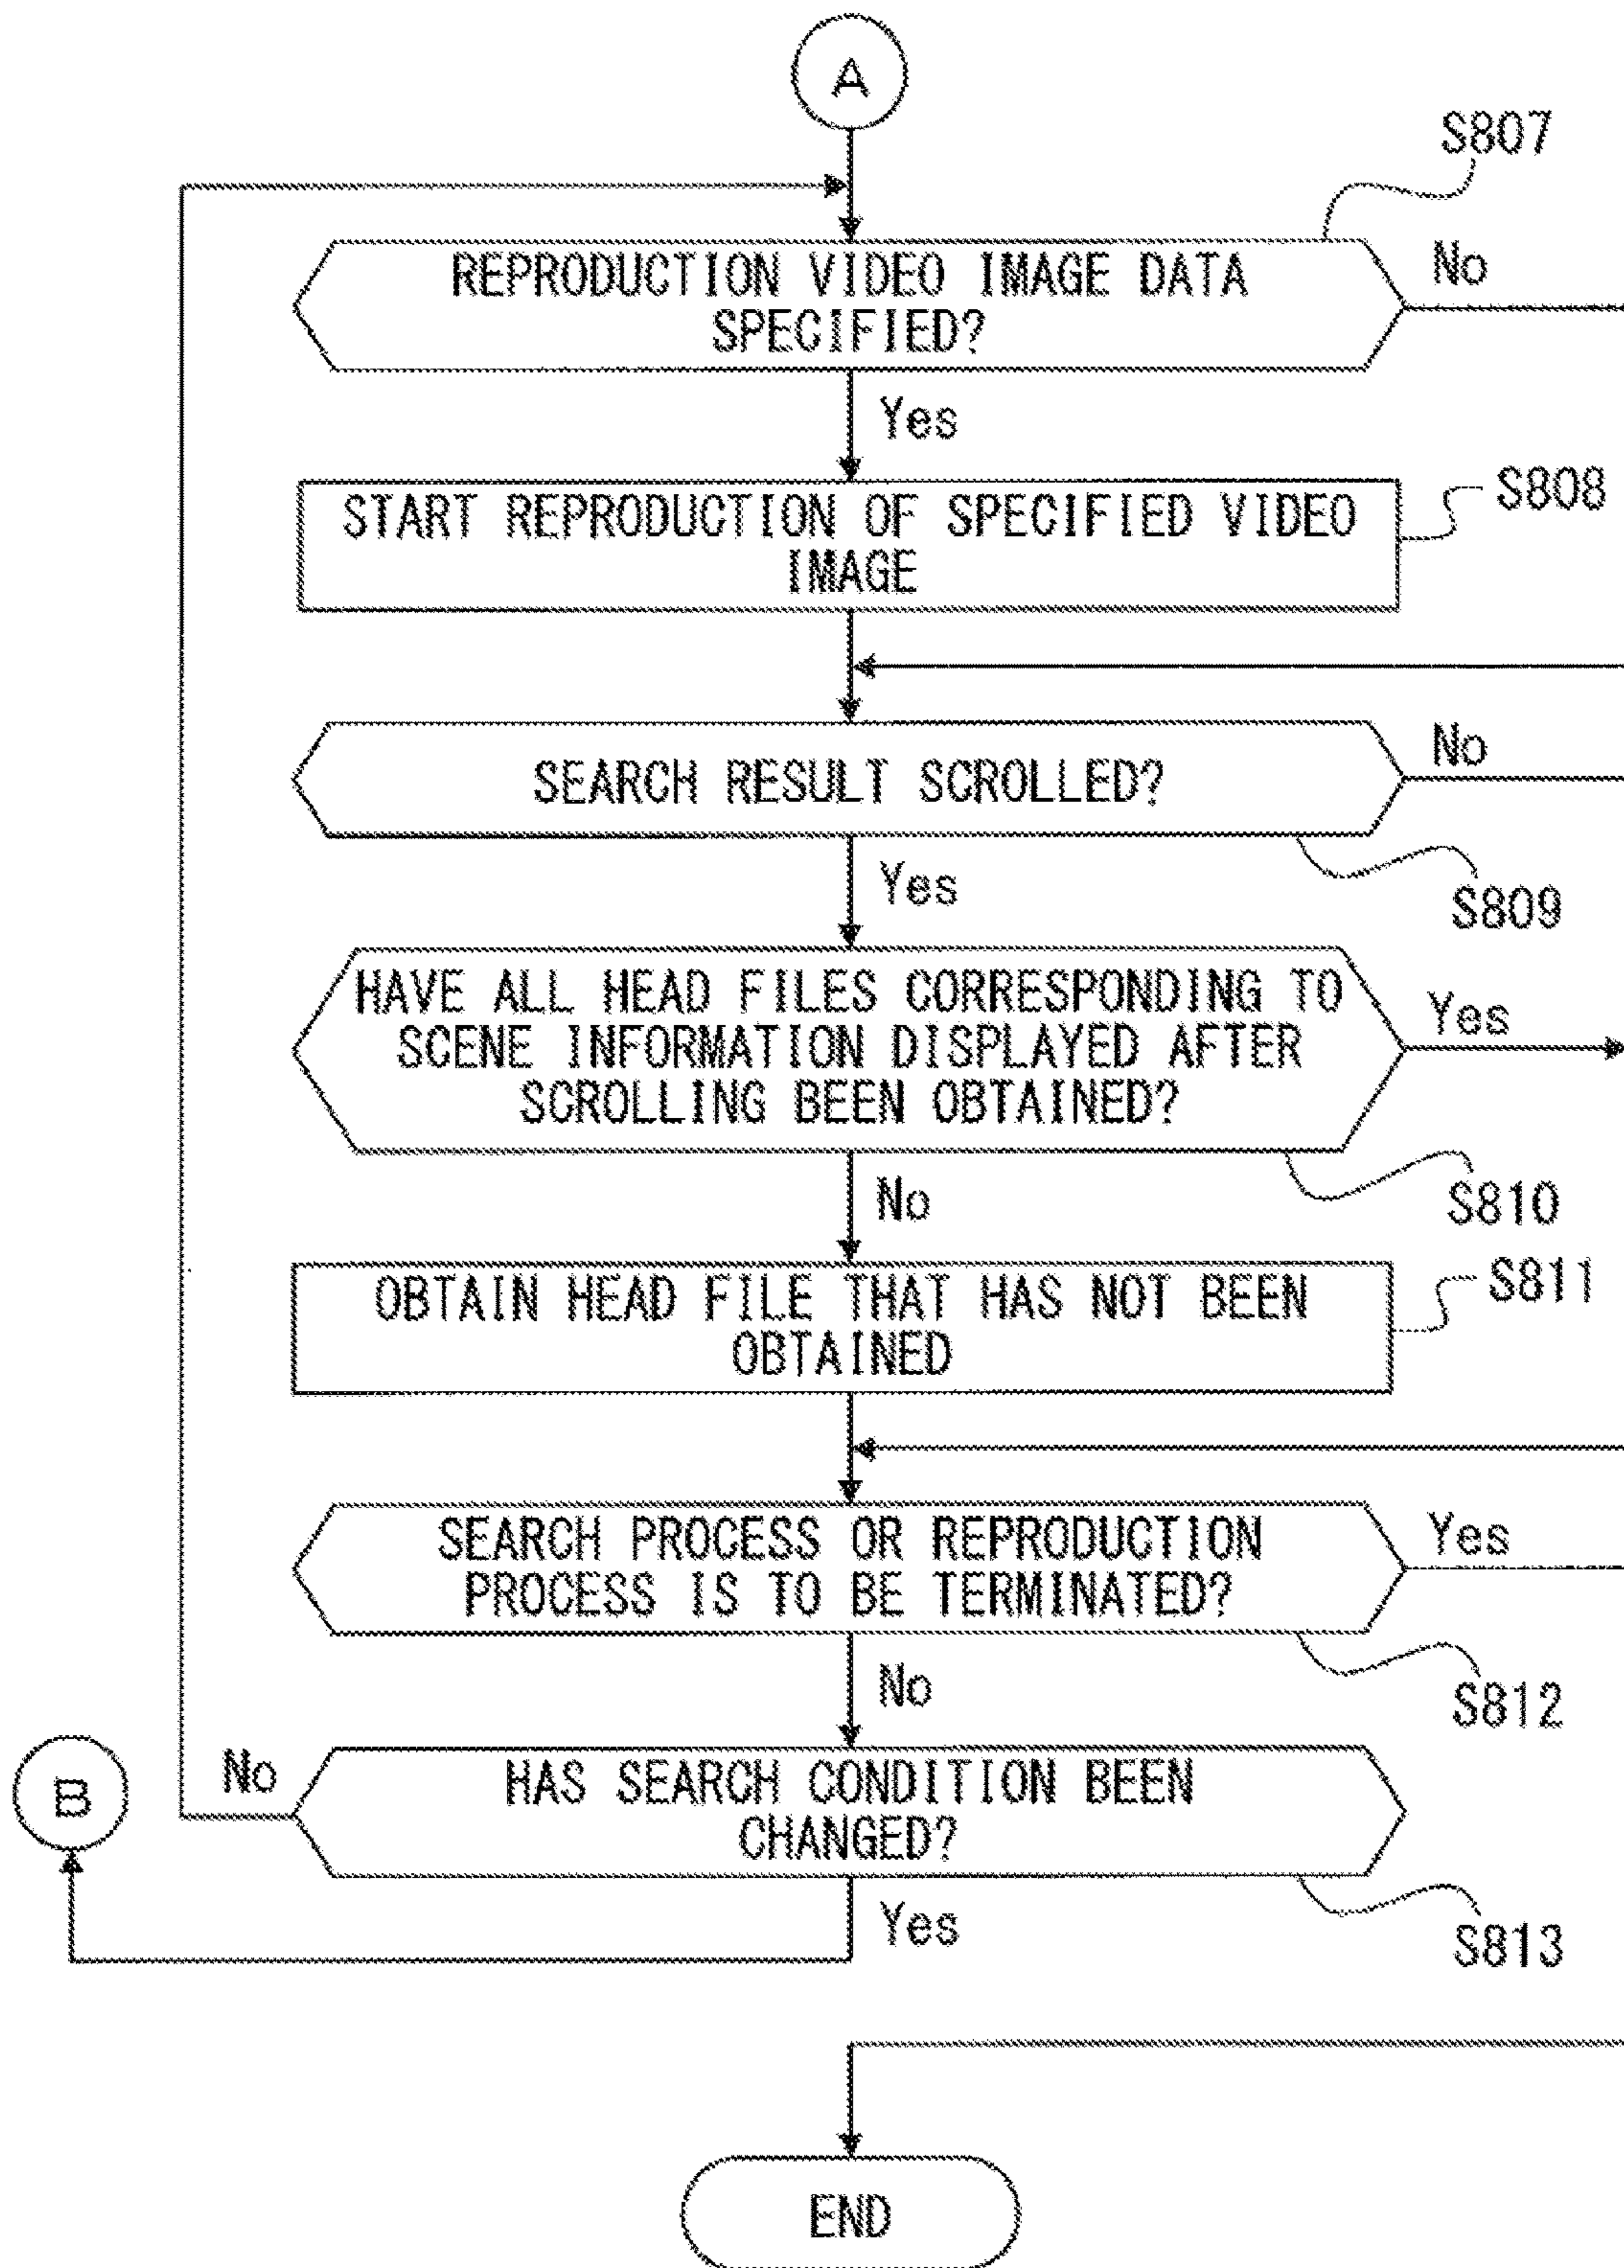 A
S807
REPRODUCTION VIDEO IMAGE DATA
SPECIFIED?
No
Yes
START REPRODUCTION OF SPECIFIED VIDEO
IMAGE
S808
SEARCH RESULT SCROLLED?
No
Yes
S809
HAVE ALL HEAD FILES CORRESPONDING TO
SCENE INFORMATION DISPLAYED AFTER
SCROLLING BEEN OBTAINED?
Yes
No
S810
OBTAIN HEAD FILE THAT HAS NOT BEEN
OBTAINED
S811
SEARCH PROCESS OR REPRODUCTION
PROCESS IS TO BE TERMINATED?
Yes
No
S812
B
No
HAS SEARCH CONDITION BEEN
CHANGED?
Yes
S813
END